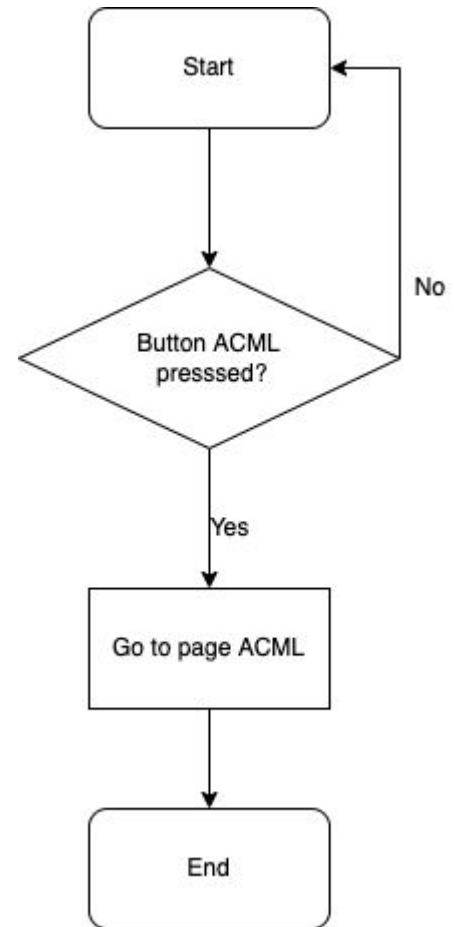 Start
No
Button ACML
presssed?
Yes
Go to page ACML
End